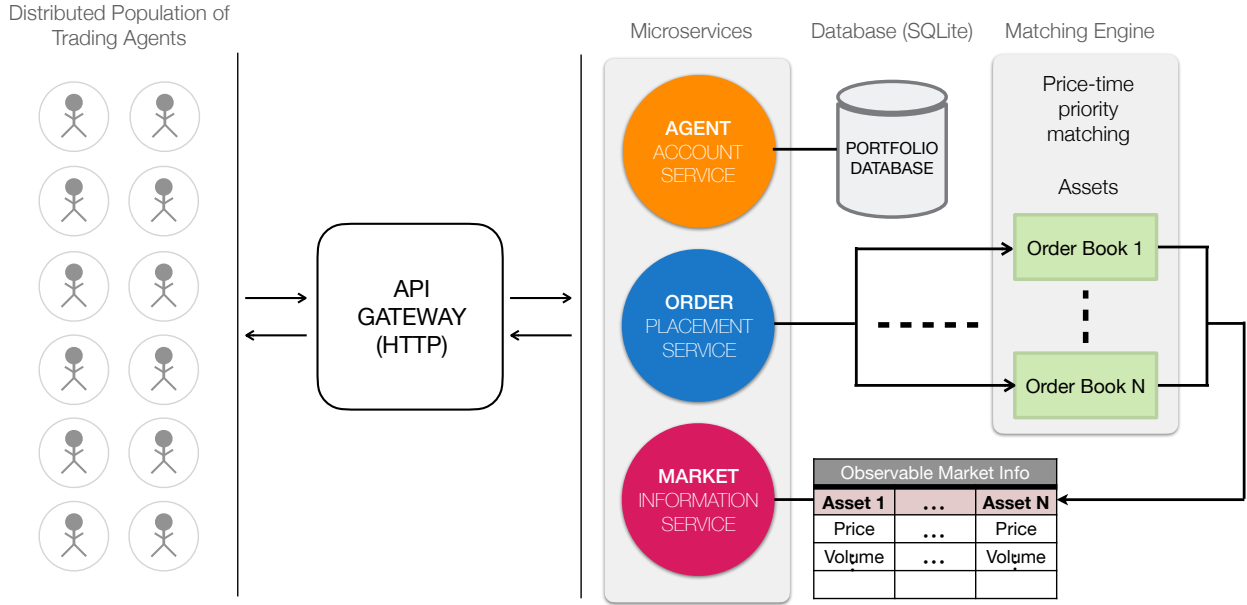 Distributed Population of
Trading Agents
API
GATEWAY
(HTTP)
Microservices
AGENT
ACCOUNT
SERVICE
ORDER
PLACEMENT
SERVICE
MARKET
INFORMATION
SERVICE
Database (SQLite)
PORTFOLIO
DATABASE
Matching Engine
Price-time
priority
matching
Assets
Order Book 1
Order Book N
Observable Market Info
Asset 1 ... Asset N
Price ... Price
Volume ... Volume